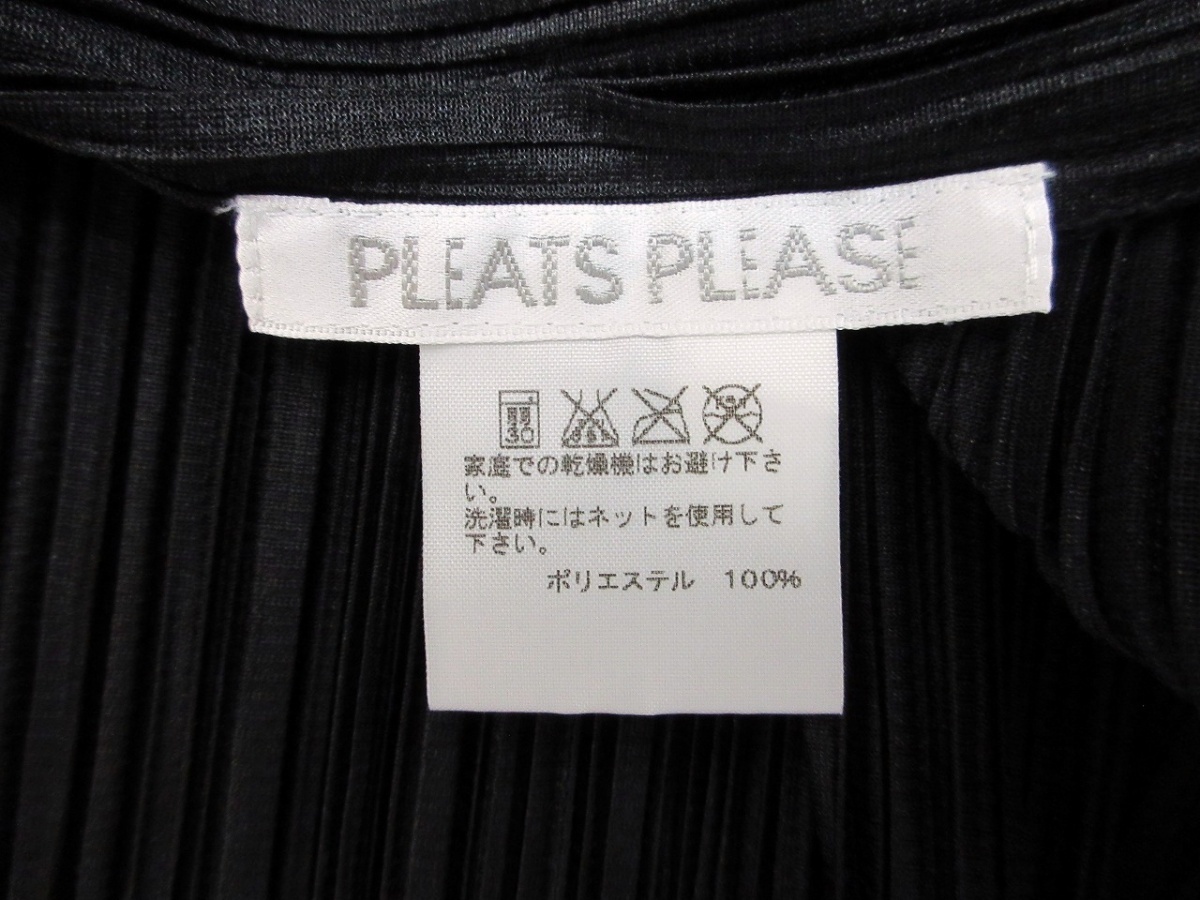 PLEATS PLEASE
弱
30
家庭での乾燥機はお避け下さ
い。
洗濯時にはネットを使用して
下さい。
ポリエステル 100%